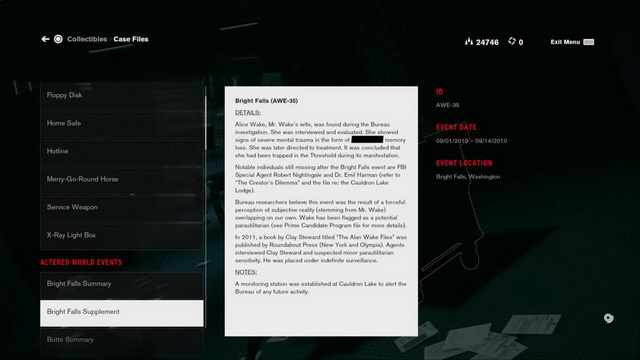 Collectibles / Case Files
24746
0
Exit Menu
Floppy Disk
Home Safe
Hotline
Merry-Go-Round Horse
Service Weapon
X-Ray Light Box
ALTERED WORLD EVENTS
Bright Falls Summary
Bright Falls Supplement
Butte Summary
Bright Falls (AWE-35)
DETAILS:
Alice Wake, Mr. Wake's wife, was found during the Bureau
investigation. She was interviewed and evaluated. She showed
signs of severe mental trauma in the form of memory
loss. She was later directed to treatment. It was concluded that
she had been trapped in the Threshold during its manifestation.
Notable individuals still missing after the Bright Falls event are FBI
Special Agent Robert Nightingale and Dr. Emil Harman (refer to
"The Creator's Dilemma" and the file re: the Cauldron Lake
Lodge).
Bureau researchers believe this event was the result of a forceful
perception of subjective reality (stemming from Mr. Wake)
overlapping on our own. Wake has been flagged as a potential
parautilitarian (see Prime Candidate Program file for more details).
In 2011, a book by Clay Steward titled "The Alan Wake Files" was
published by Roundabout Press (New York and Olympia). Agents
interviewed Clay Steward and suspected minor parautilitarian
sensitivity. He was placed under indefinite surveillance.
NOTES:
A monitoring station was established at Cauldron Lake to alert the
Bureau of any future activity.
ID
AWE-35
EVENT DATE
09/01/2010 – 09/14/2010
EVENT LOCATION
Bright Falls, Washington